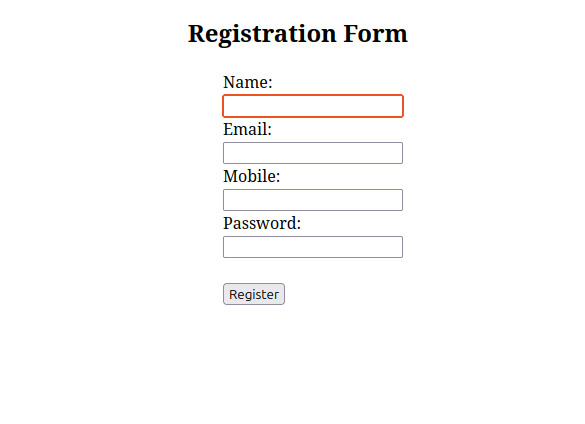 Registration Form
Name:
Email:
Mobile:
Password:
Register